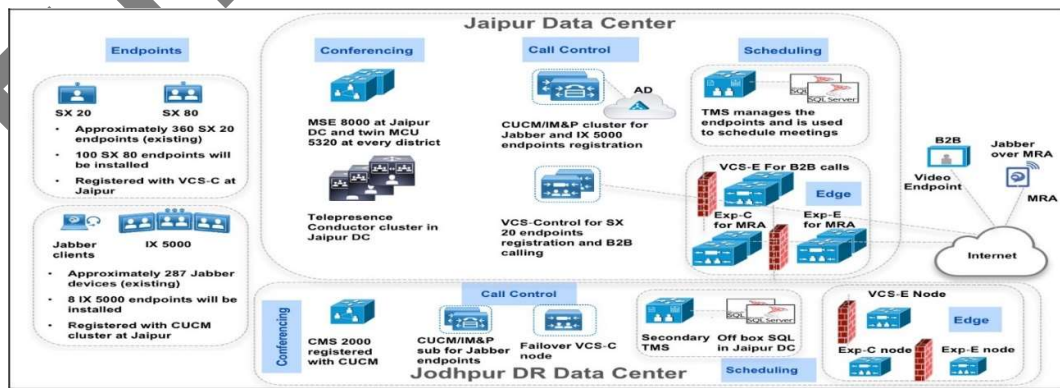 Jaipur Data Center
Endpoints
SX 20
SX 80
• Approximately 360 SX 20
endpoints (existing)
• 100 SX 80 endpoints will
be installed
• Registered with VCS-C at
Jaipur
Jabber
clients
IX 5000
• Approximately 287 Jabber
devices (existing)
• 8 IX 5000 endpoints will be
installed
• Registered with CUCM
cluster at Jaipur
Conferencing
MSE 8000 at Jaipur
DC and twin MCU
5320 at every district
Telepresence
Conductor cluster in
Jaipur DC
Call Control
AD
CUCM/IM&P cluster for
Jabber and IX 5000
endpoints registration
VCS-Control for SX
20 endpoints
registration and B2B
calling
Scheduling
SQL
SQL Server
TMS manages the
endpoints and is used
to schedule meetings
VCS-E For B2B calls
Edge
Exp-C
for MRA
Exp-E
for MRA
B2B
Video
Endpoint
Jabber
over MRA
MRA
Internet
Conferencing
CMS 2000
registered
with CUCM
Call Control
CUCM/IM&P
sub for Jabber
endpoints
Failover VCS-C
node
Secondary
TMS
SQL
SQL Server
Off box SQL
in Jaipur DC
Scheduling
VCS-E Node
Edge
Exp-C node
Exp-E node
Jodhpur DR Data Center